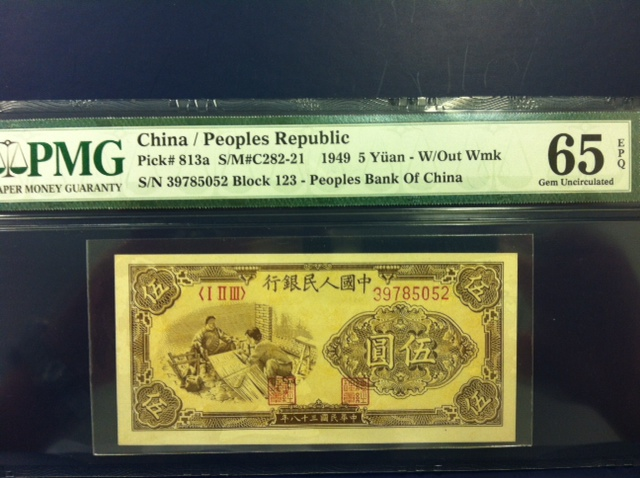 PMG
APER MONEY GUARANTY
China / Peoples Republic
Pick# 813a S/M#C282-21 1949 5 Yüan - W/Out Wmk
S/N 39785052 Block 123 - Peoples Bank Of China
65
EPQ
Gem Uncirculated
行銀民人國中
〈I II III〉
39785052
伍
伍
圓伍
伍
伍
年八十三國民華中